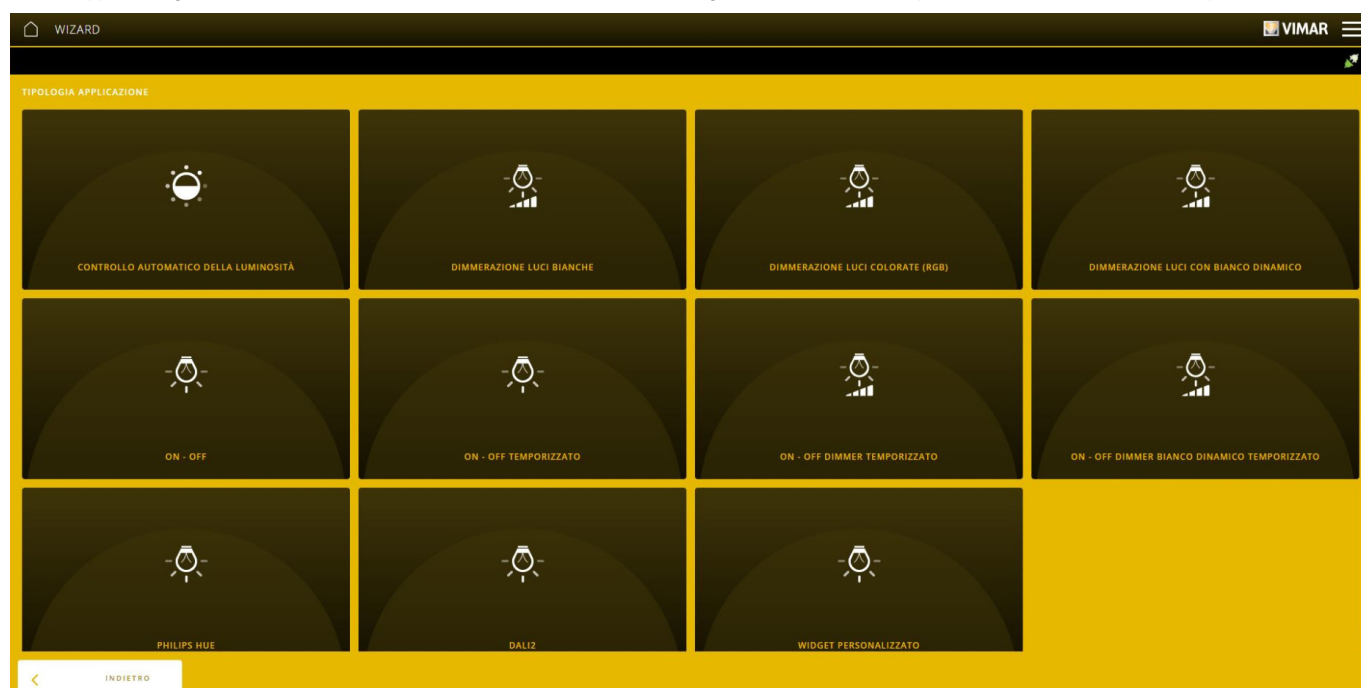 WIZARD
VIMAR
TIPOLOGIA APPLICAZIONE
CONTROLLO AUTOMATICO DELLA LUMINOSITÀ
DIMMERAZIONE LUCI BIANCHE
DIMMERAZIONE LUCI COLORATE (RGB)
DIMMERAZIONE LUCI CON BIANCO DINAMICO
ON - OFF
ON - OFF TEMPORIZZATO
ON - OFF DIMMER TEMPORIZZATO
ON - OFF DIMMER BIANCO DINAMICO TEMPORIZZATO
PHILIPS HUE
DALI2
WIDGET PERSONALIZZATO
INDIETRO